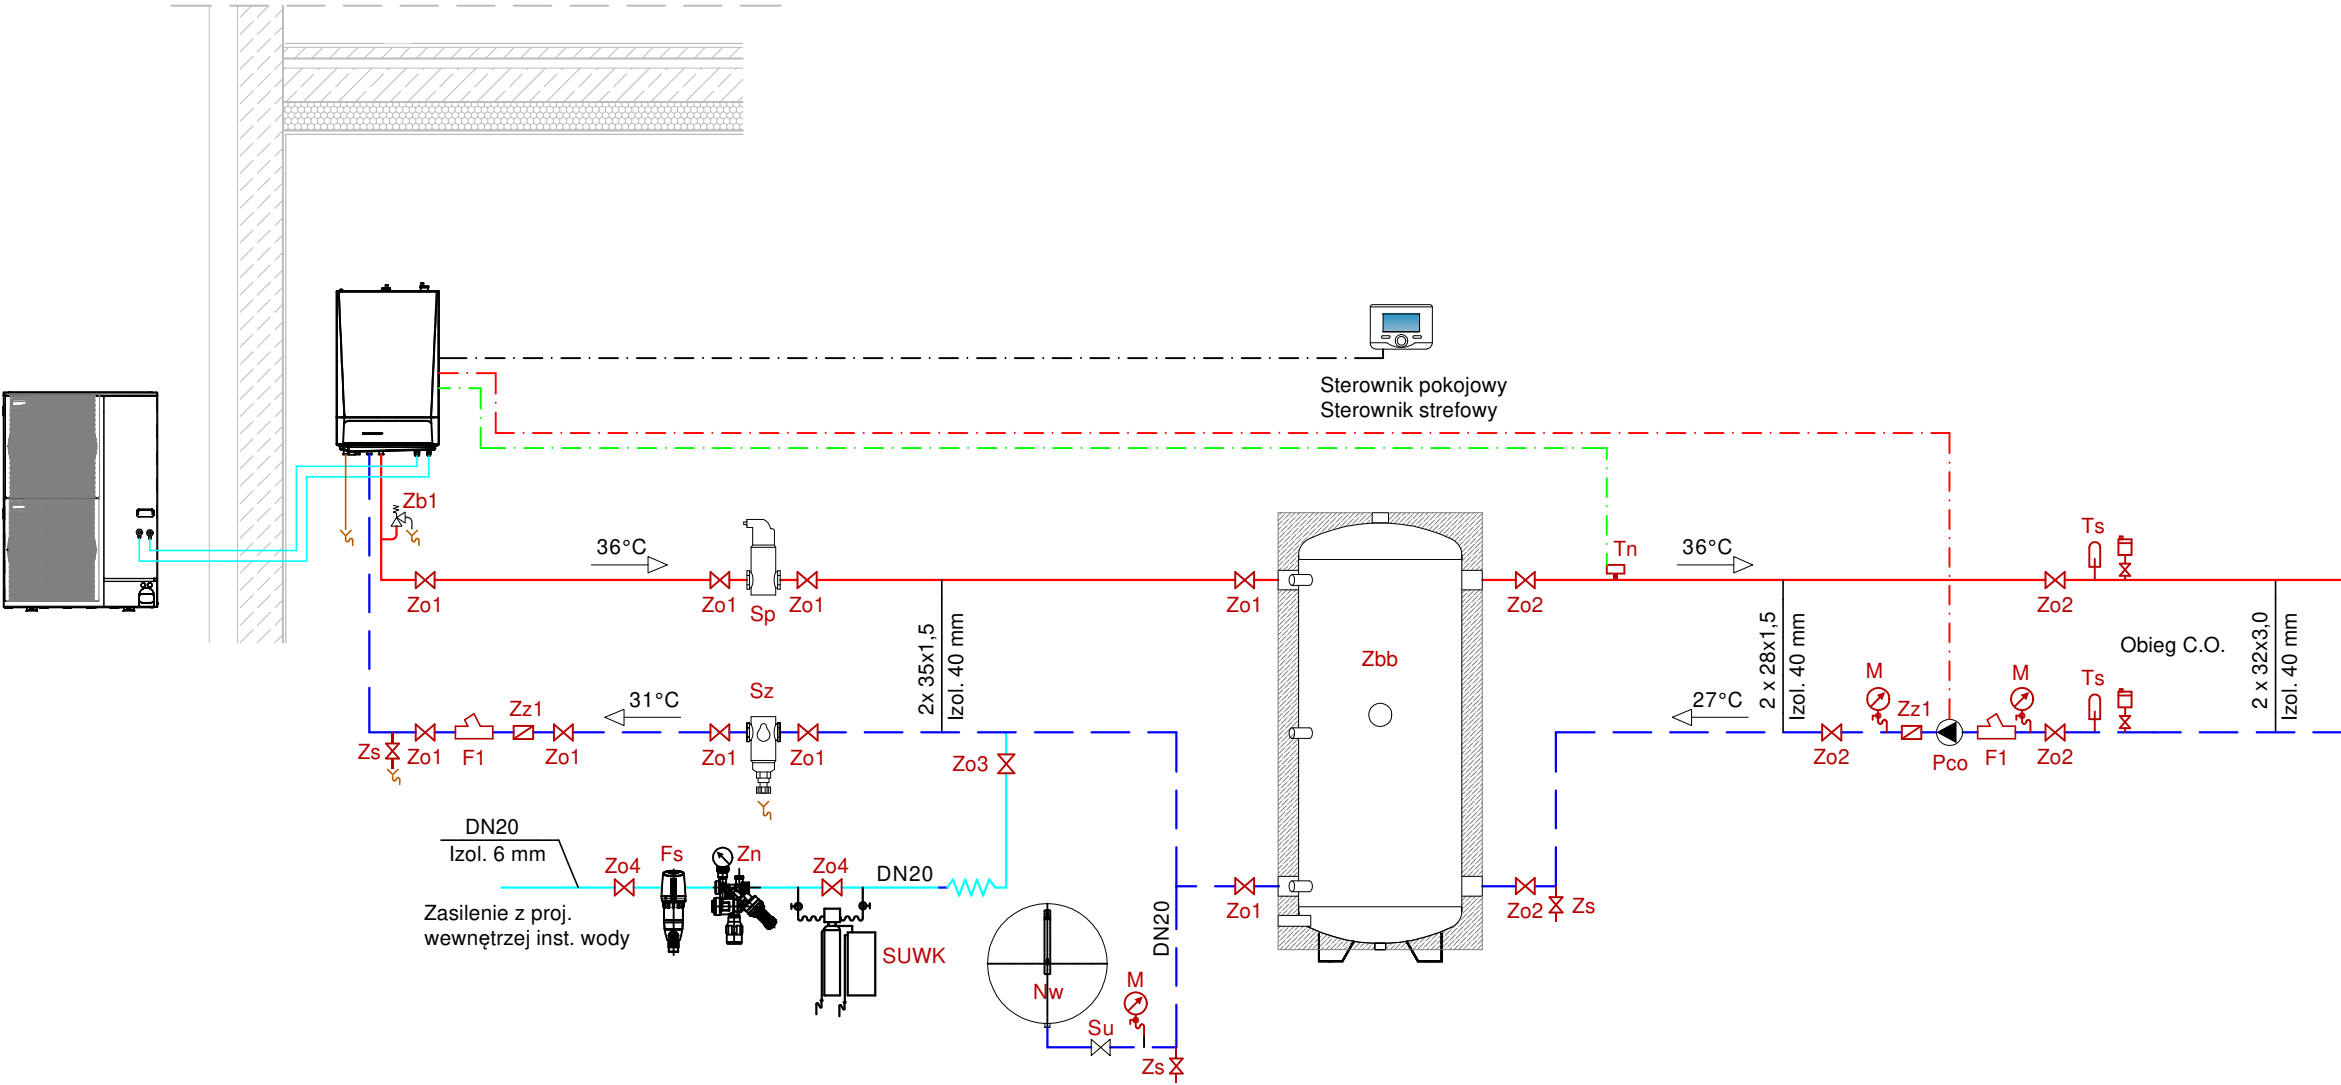 Sterownik pokojowy
Sterownik strefowy
Zb1
36°C
Zo1
Zo1
Sp
Zo1
2x 35x1,5
Izol. 40 mm
Zo1
Zo2
Tn
36°C
Ts
Zo2
2 x 28x1,5
Izol. 40 mm
Obieg C.O.
2 x 32x3,0
Izol. 40 mm
Zbb
Zs
Zo1
F1
Zz1
Zo1
31°C
Zo1
Sz
Zo1
Zo3
27°C
Zo2
M
Zz1
Pco
M
F1
Zo2
Ts
DN20
Izol. 6 mm
Zo4
Fs
Zn
Zo4
DN20
Zasilenie z proj.
wewnętrzej inst. wody
SUWK
Nw
Su
M
Zs
DN20
Zo1
Zo2
Zs